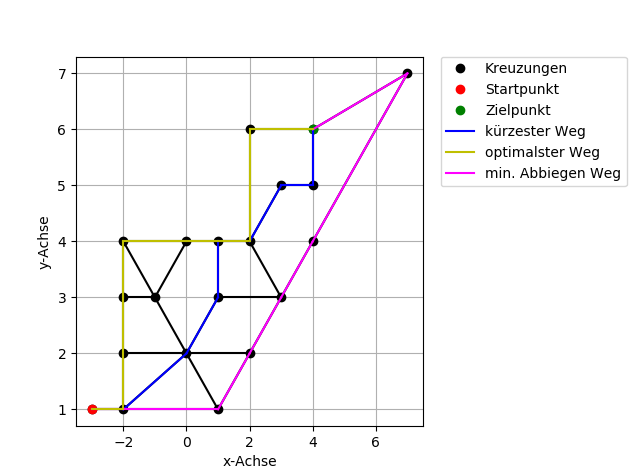 Kreuzungen
Startpunkt
Zielpunkt
kürzester Weg
optimalster Weg
min. Abbiegen Weg
y-Achse
7
6
5
4
3
2
1
−2
0
2
4
6
x-Achse